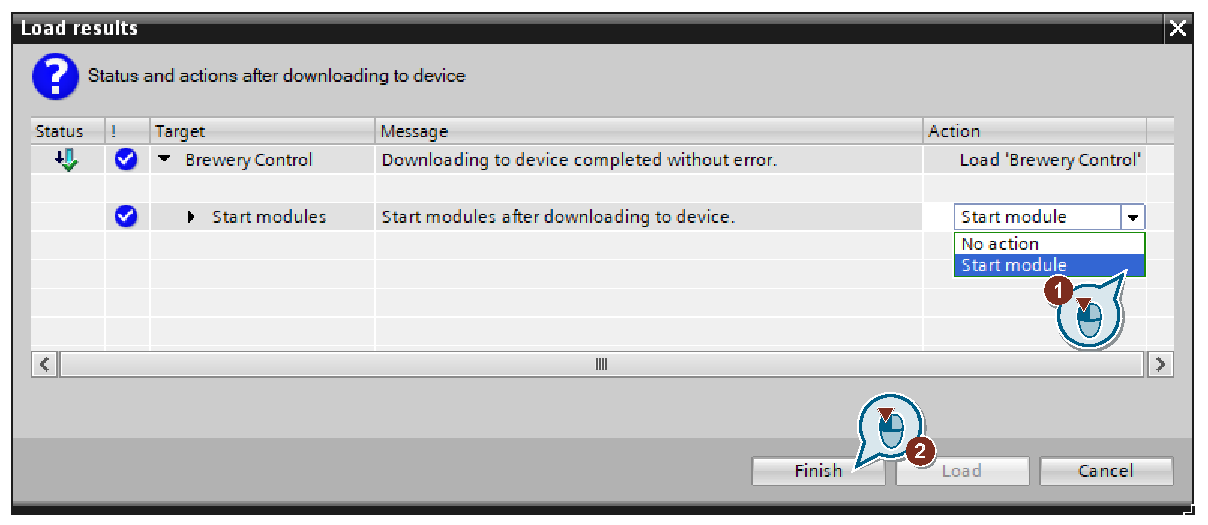 Load results
Status and actions after downloading to device
Status ! Target Message Action
Brewery Control Downloading to device completed without error. Load 'Brewery Control'
Start modules Start modules after downloading to device. Start module
No action
Start module
1
2
Finish Load Cancel